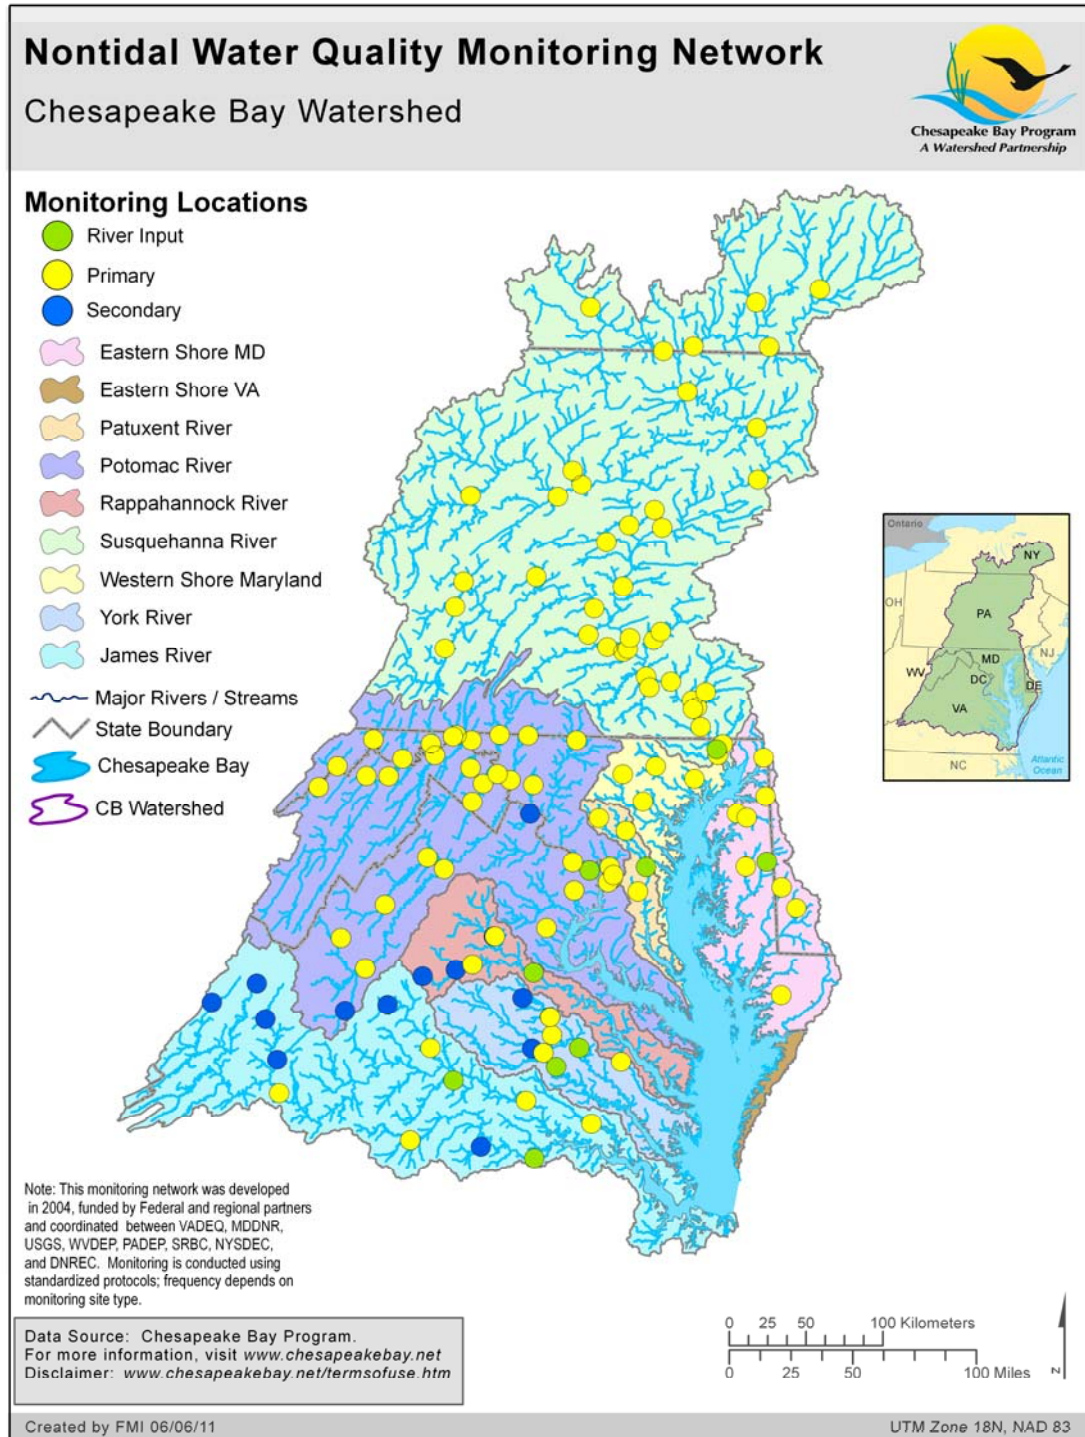 Nontidal Water Quality Monitoring Network
Chesapeake Bay Watershed
Chesapeake Bay Program
A Watershed Partnership
Monitoring Locations
River Input
Primary
Secondary
Eastern Shore MD
Eastern Shore VA
Patuxent River
Potomac River
Rappahannock River
Susquehanna River
Western Shore Maryland
York River
James River
Major Rivers / Streams
State Boundary
Chesapeake Bay
CB Watershed
Ontario
NY
OH
PA
NJ
MD
WV
DC
DE
VA
NC
Atlantic
Ocean
Note: This monitoring network was developed
in 2004, funded by Federal and regional partners
and coordinated between VADEQ, MDDNR,
USGS, WVDEP, PADEP, SRBC, NYSDEC,
and DNREC. Monitoring is conducted using
standardized protocols; frequency depends on
monitoring site type.
Data Source: Chesapeake Bay Program.
For more information, visit www.chesapeakebay.net
Disclaimer: www.chesapeakebay.net/termsofuse.htm
0 25 50 100 Kilometers
0 25 50 100 Miles
N
Created by FMI 06/06/11
UTM Zone 18N, NAD 83